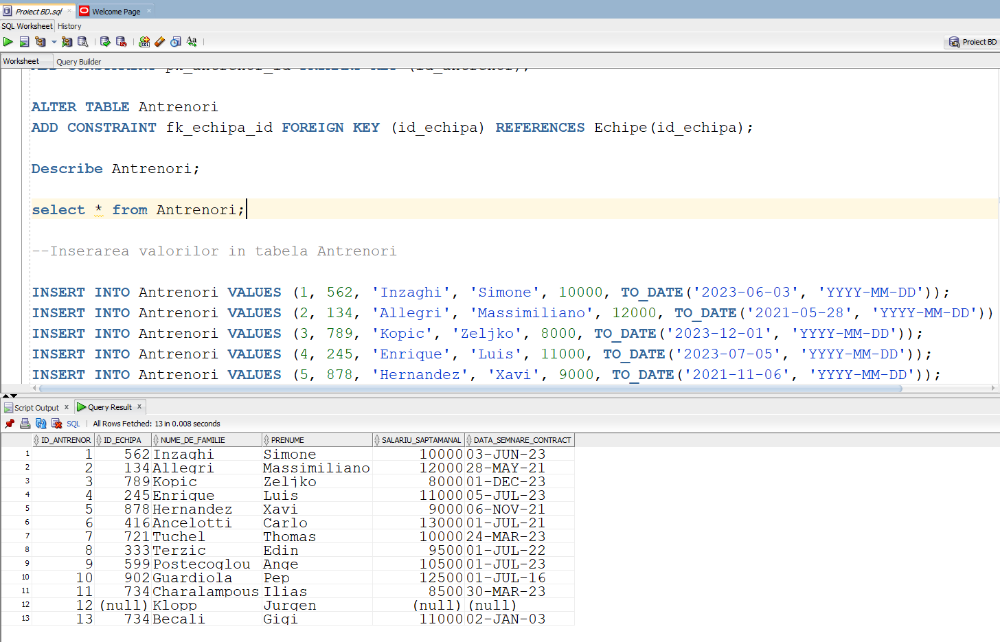 Proiect BD.sql × Welcome Page ×
SQL Worksheet History
Aa
Proiect BD
Worksheet Query Builder
ADD CONSTRAINT pk_antrenor_id PRIMARY KEY (id_antrenor);
ALTER TABLE Antrenori
ADD CONSTRAINT fk_echipa_id FOREIGN KEY (id_echipa) REFERENCES Echipe(id_echipa);
Describe Antrenori;
select * from Antrenori;
--Inserarea valorilor in tabela Antrenori
INSERT INTO Antrenori VALUES (1, 562, 'Inzaghi', 'Simone', 10000, TO_DATE('2023-06-03', 'YYYY-MM-DD'));
INSERT INTO Antrenori VALUES (2, 134, 'Allegri', 'Massimiliano', 12000, TO_DATE('2021-05-28', 'YYYY-MM-DD'))
INSERT INTO Antrenori VALUES (3, 789, 'Kopic', 'Zeljko', 8000, TO_DATE('2023-12-01', 'YYYY-MM-DD'));
INSERT INTO Antrenori VALUES (4, 245, 'Enrique', 'Luis', 11000, TO_DATE('2023-07-05', 'YYYY-MM-DD'));
INSERT INTO Antrenori VALUES (5, 878, 'Hernandez', 'Xavi', 9000, TO_DATE('2021-11-06', 'YYYY-MM-DD'));
Script Output × Query Result ×
SQL | All Rows Fetched: 13 in 0.008 seconds
ID_ANTRENOR ID_ECHIPA NUME_DE_FAMILIE PRENUME SALARIU_SAPTAMANAL DATA_SEMNARE_CONTRACT
1 1 562 Inzaghi Simone 10000 03-JUN-23
2 2 134 Allegri Massimiliano 12000 28-MAY-21
3 3 789 Kopic Zeljko 8000 01-DEC-23
4 4 245 Enrique Luis 11000 05-JUL-23
5 5 878 Hernandez Xavi 9000 06-NOV-21
6 6 416 Ancelotti Carlo 13000 01-JUL-21
7 7 721 Tuchel Thomas 10000 24-MAR-23
8 8 333 Terzic Edin 9500 01-JUL-22
9 9 599 Postecoglou Ange 10500 01-JUL-23
10 10 902 Guardiola Pep 12500 01-JUL-16
11 11 734 Charalampous Ilias 8500 30-MAR-23
12 12 (null) Klopp Jurgen (null) (null)
13 13 734 Becali Gigi 11000 02-JAN-03